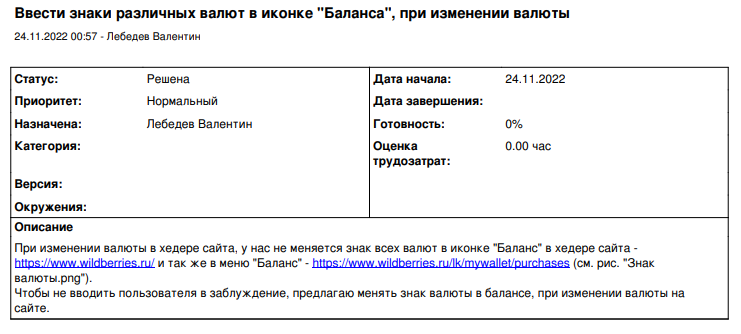 Ввести знаки различных валют в иконке "Баланса", при изменении валюты
24.11.2022 00:57 - Лебедев Валентин
Статус: Решена Дата начала: 24.11.2022
Приоритет: Нормальный Дата завершения:
Назначена: Лебедев Валентин Готовность: 0%
Категория: Оценка трудозатрат: 0.00 час
Версия:
Окружения:
Описание
При изменении валюты в хедере сайта, у нас не меняется знак всех валют в иконке "Баланс" в хедере сайта -
https://www.wildberries.ru/ и так же в меню "Баланс" - https://www.wildberries.ru/lk/mywallet/purchases (см. рис. "Знак
валюты.png").
Чтобы не вводить пользователя в заблуждение, предлагаю менять знак валюты в балансе, при изменении валюты на
сайте.